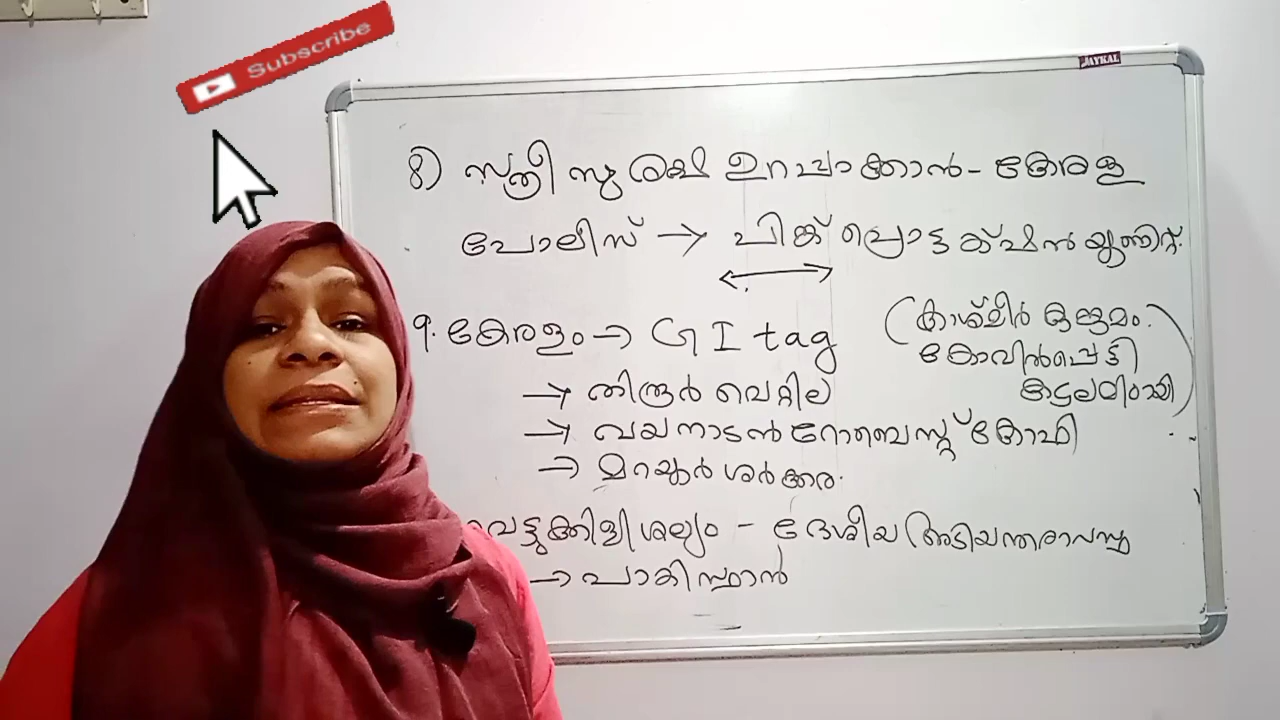 Subscribe
JAYKAL
8) സ്ത്രീ സുരക്ഷ ഉറപ്പാക്കാൻ - കേരള
പോലീസ് → പിങ്ക് പ്രൊട്ടക്ഷൻ യൂണിറ്റ്.
9. കേരളം → GI tag
(കാശ്മീർ കുങ്കുമം.
കോവിൽപ്പെട്ടി
കടലമിഠായി)
→ തിരൂർ വെറ്റില
→ വയനാടൻ റോബസ്റ്റ് കോഫി
→ മറയൂർ ശർക്കര.
വെട്ടുക്കിളി ശല്യം - ദേശീയ അടിയന്തരാവസ്ഥ
→ പാകിസ്ഥാൻ